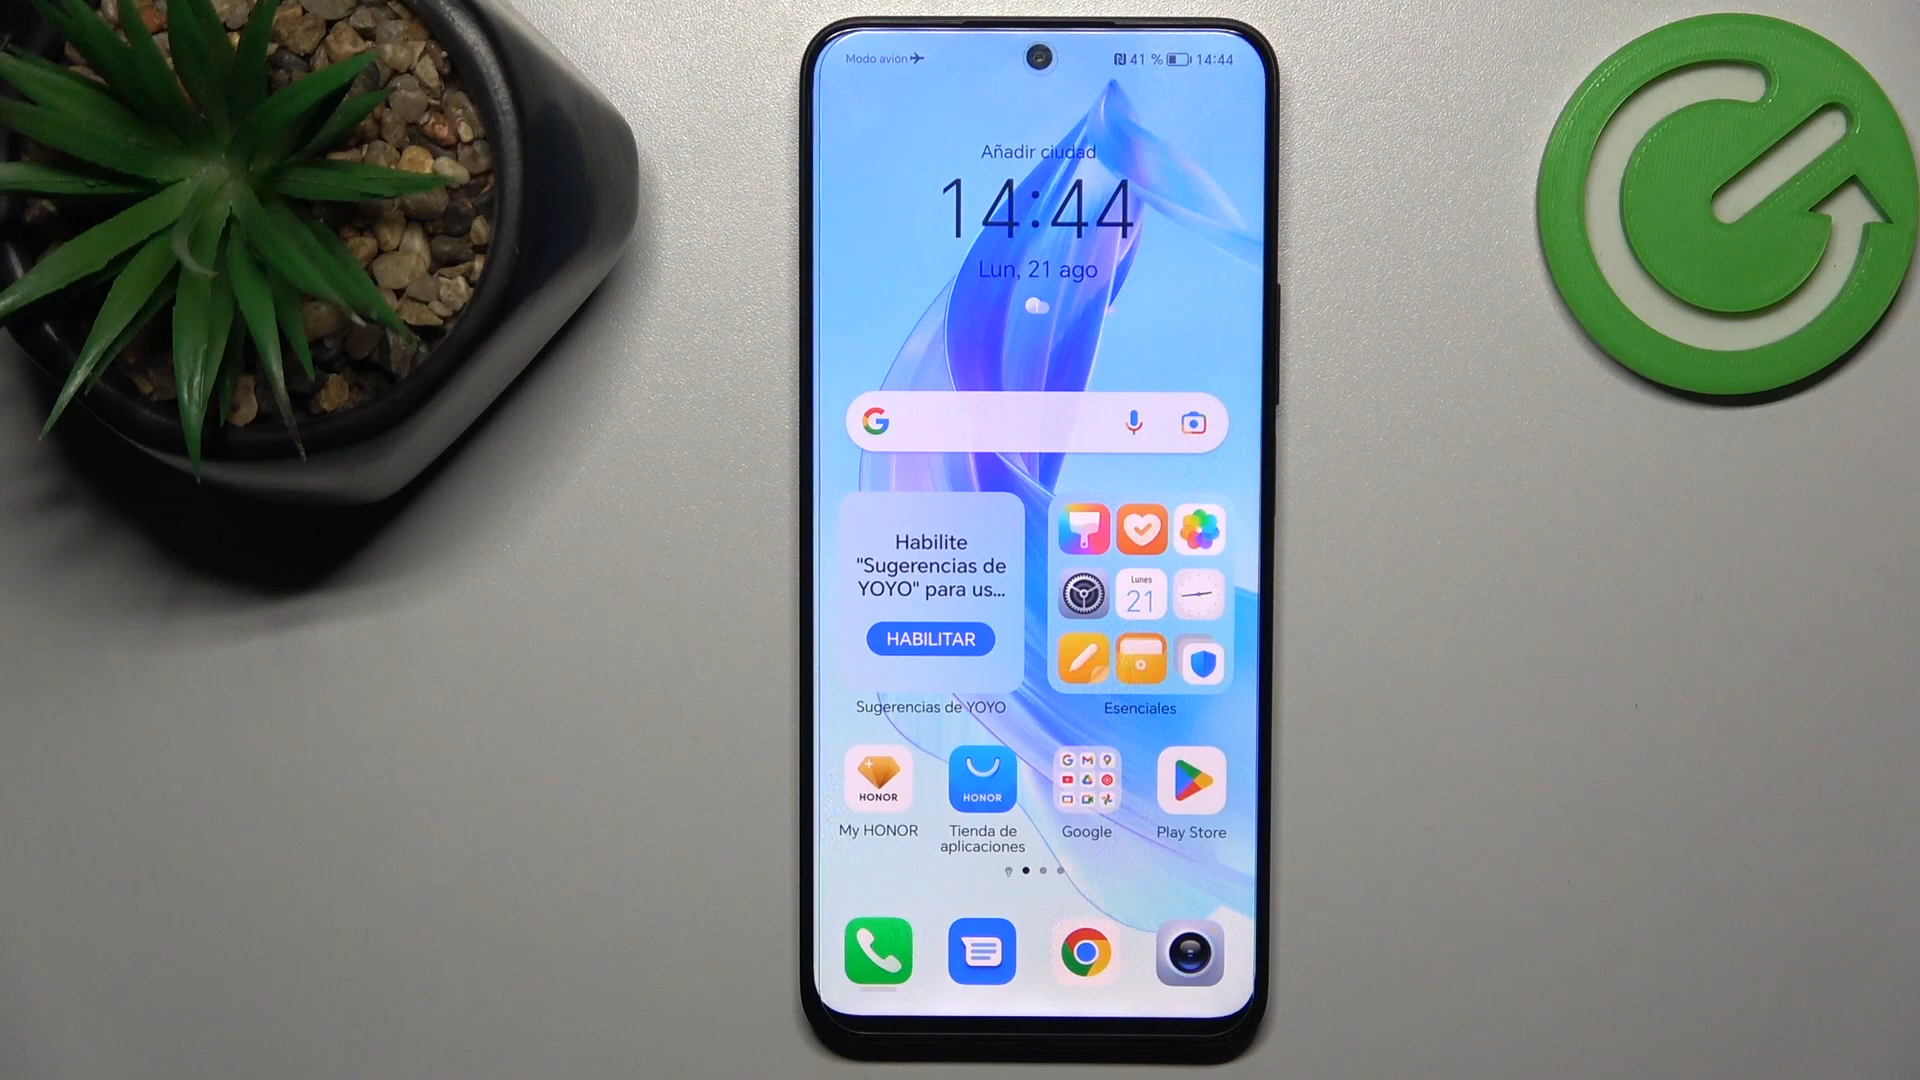 Modo avión
41 % 14:44
Añadir ciudad
14:44
Lun, 21 ago
Habilite
"Sugerencias de
YOYO" para us...
HABILITAR
Sugerencias de YOYO
Lunes
21
Esenciales
HONOR
My HONOR
HONOR
Tienda de
aplicaciones
Google
Play Store